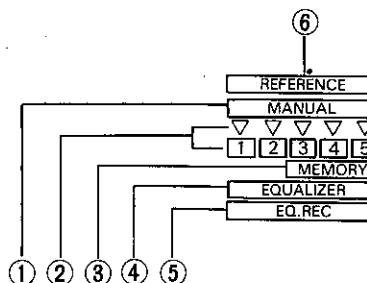 ⑥
REFERENCE
MANUAL
1 2 3 4 5
MEMORY
EQUALIZER
EQ.REC
① ② ③ ④ ⑤